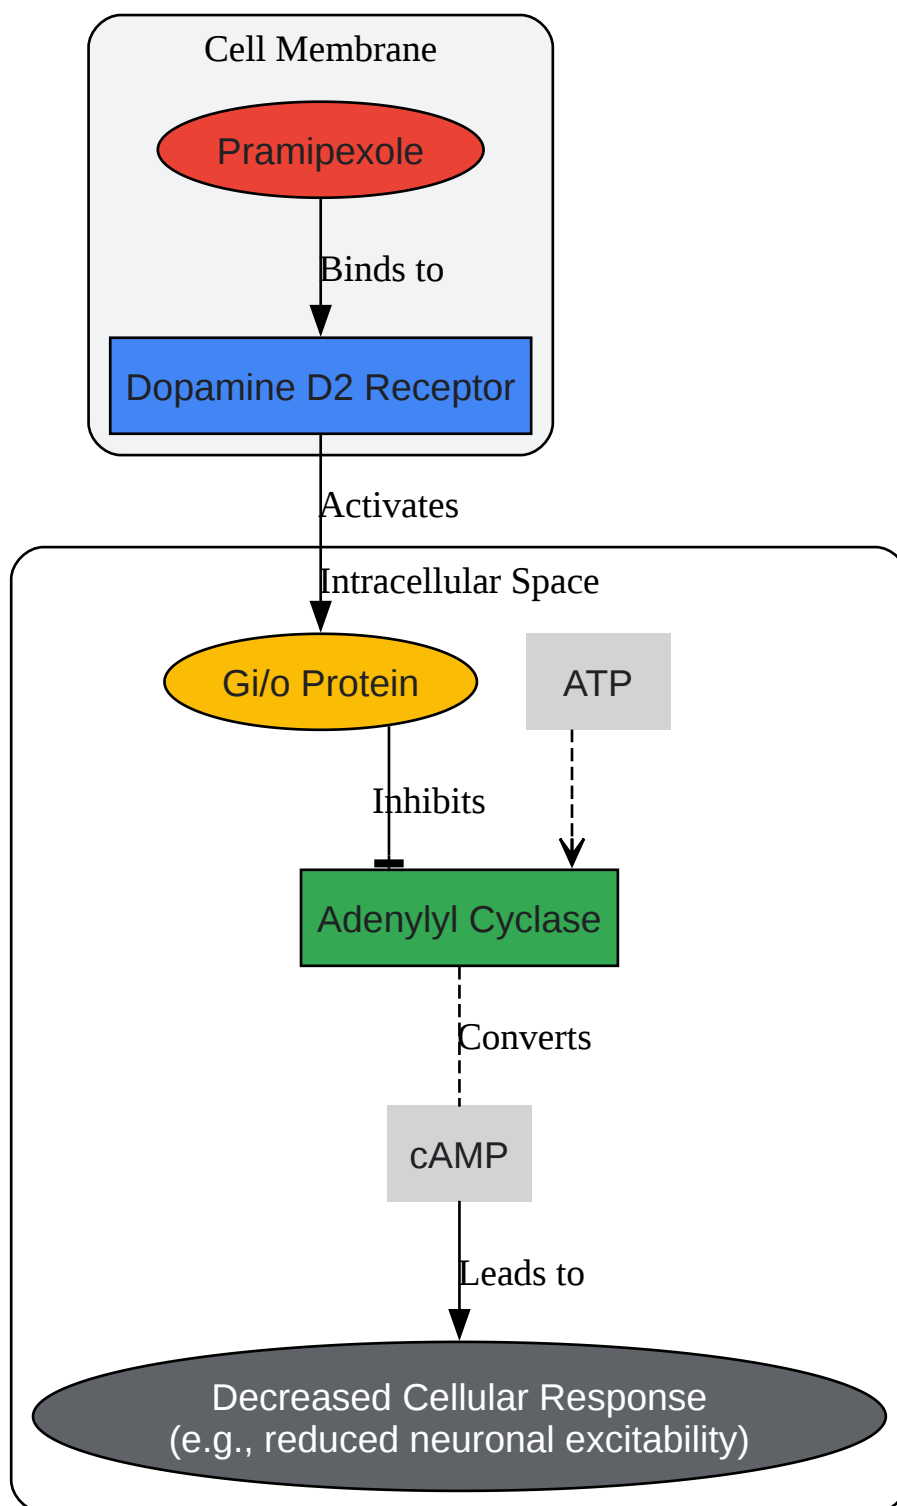 Cell Membrane
Pramipexole
Binds to
Dopamine D2 Receptor
Activates
Intracellular Space
Gi/o Protein
ATP
Inhibits
Adenylyl Cyclase
Converts
cAMP
Leads to
Decreased Cellular Response
(e.g., reduced neuronal excitability)